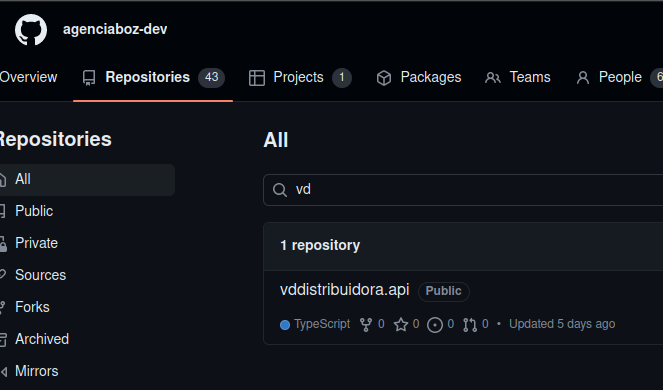 agenciaboz-dev
Overview Repositories 43 Projects 1 Packages Teams People 6
Repositories
All
Public
Private
Sources
Forks
Archived
Mirrors
All
vd
1 repository
vddistribuidora.api Public
TypeScript 0 0 0 0 • Updated 5 days ago